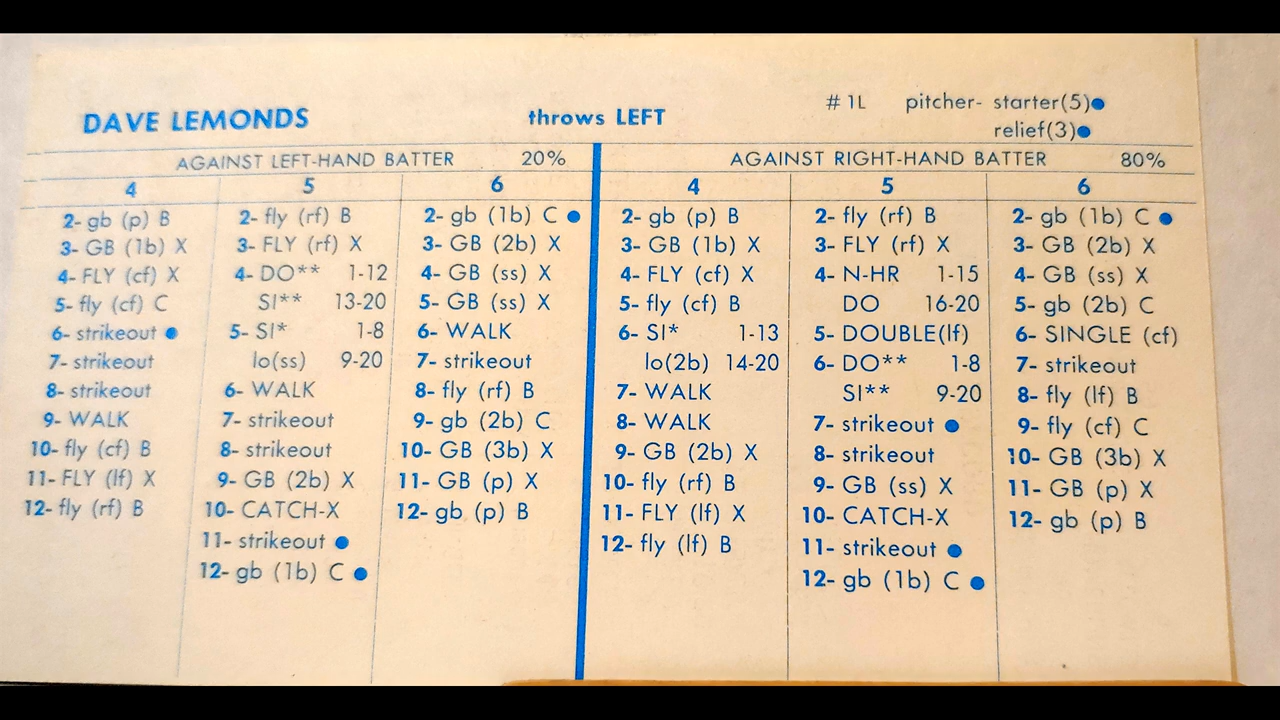 # 1L pitcher- starter(5)●
DAVE LEMONDS throws LEFT relief(3)●
AGAINST LEFT-HAND BATTER 20% AGAINST RIGHT-HAND BATTER 80%
4
2- gb (p) B
3- GB (1b) X
4- FLY (cf) X
5- fly (cf) C
6- strikeout ●
7- strikeout
8- strikeout
9- WALK
10- fly (cf) B
11- FLY (lf) X
12- fly (rf) B
5
2- fly (rf) B
3- FLY (rf) X
4- DO** 1-12
SI** 13-20
5- SI* 1-8
lo(ss) 9-20
6- WALK
7- strikeout
8- strikeout
9- GB (2b) X
10- CATCH-X
11- strikeout ●
12- gb (1b) C ●
6
2- gb (1b) C ●
3- GB (2b) X
4- GB (ss) X
5- GB (ss) X
6- WALK
7- strikeout
8- fly (rf) B
9- gb (2b) C
10- GB (3b) X
11- GB (p) X
12- gb (p) B
4
2- gb (p) B
3- GB (1b) X
4- FLY (cf) X
5- fly (cf) B
6- SI* 1-13
lo(2b) 14-20
7- WALK
8- WALK
9- GB (2b) X
10- fly (rf) B
11- FLY (lf) X
12- fly (lf) B
5
2- fly (rf) B
3- FLY (rf) X
4- N-HR 1-15
DO 16-20
5- DOUBLE(lf)
6- DO** 1-8
SI** 9-20
7- strikeout ●
8- strikeout
9- GB (ss) X
10- CATCH-X
11- strikeout ●
12- gb (1b) C ●
6
2- gb (1b) C ●
3- GB (2b) X
4- GB (ss) X
5- gb (2b) C
6- SINGLE (cf)
7- strikeout
8- fly (lf) B
9- fly (cf) C
10- GB (3b) X
11- GB (p) X
12- gb (p) B